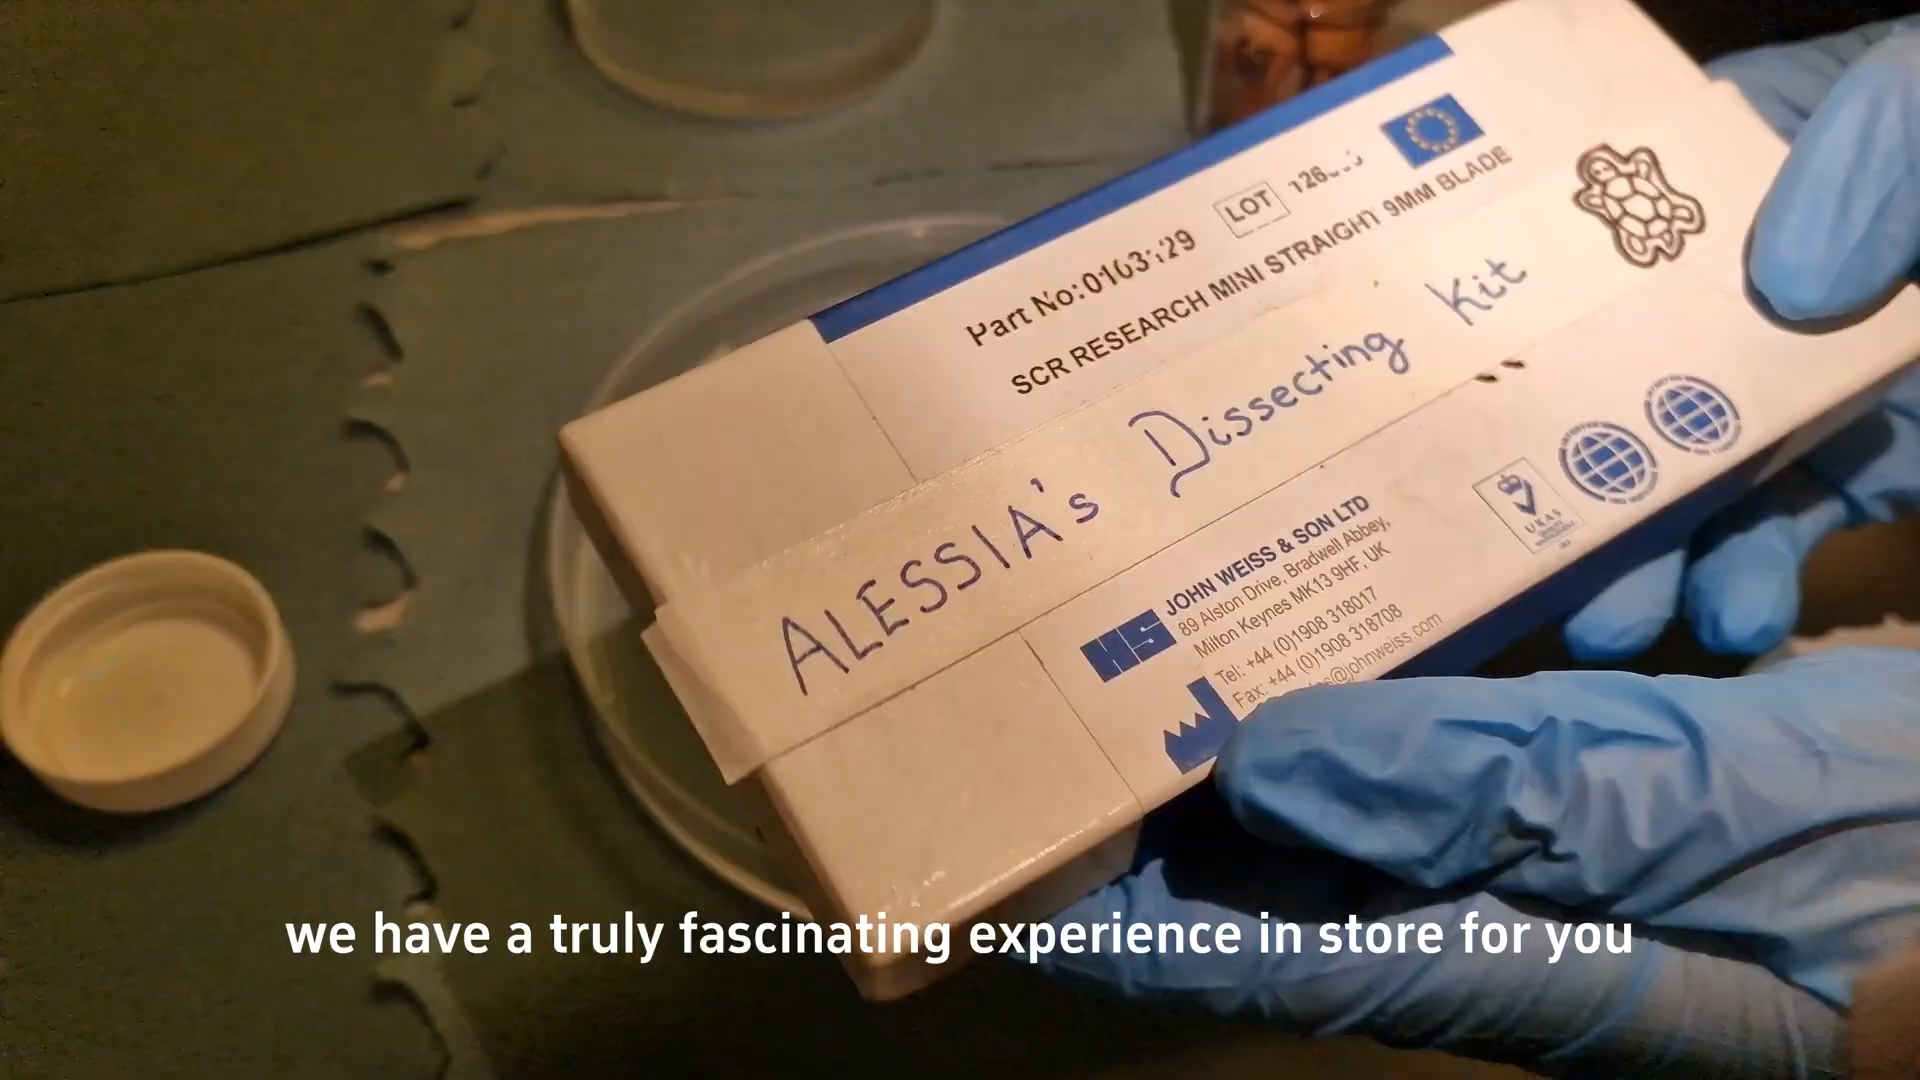 LOT
Part No:
SCR RESEARCH MINI STRAIGHT 9MM BLADE
ALESSIA's Dissecting Kit
JOHN WEISS & SON LTD
89 Alston Drive, Bradwell Abbey,
Milton Keynes MK13 9HF, UK
Tel: +44 (0)1908 318017
Fax: +44 (0)1908 318708
@johnweiss.com
UKAS
we have a truly fascinating experience in store for you